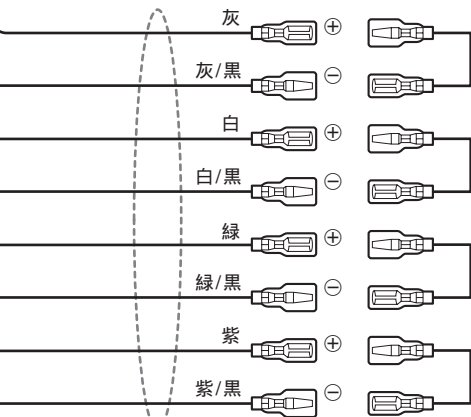 灰 ⊕
灰/黒 ⊖
白 ⊕
白/黒 ⊖
緑 ⊕
緑/黒 ⊖
紫 ⊕
紫/黒 ⊖